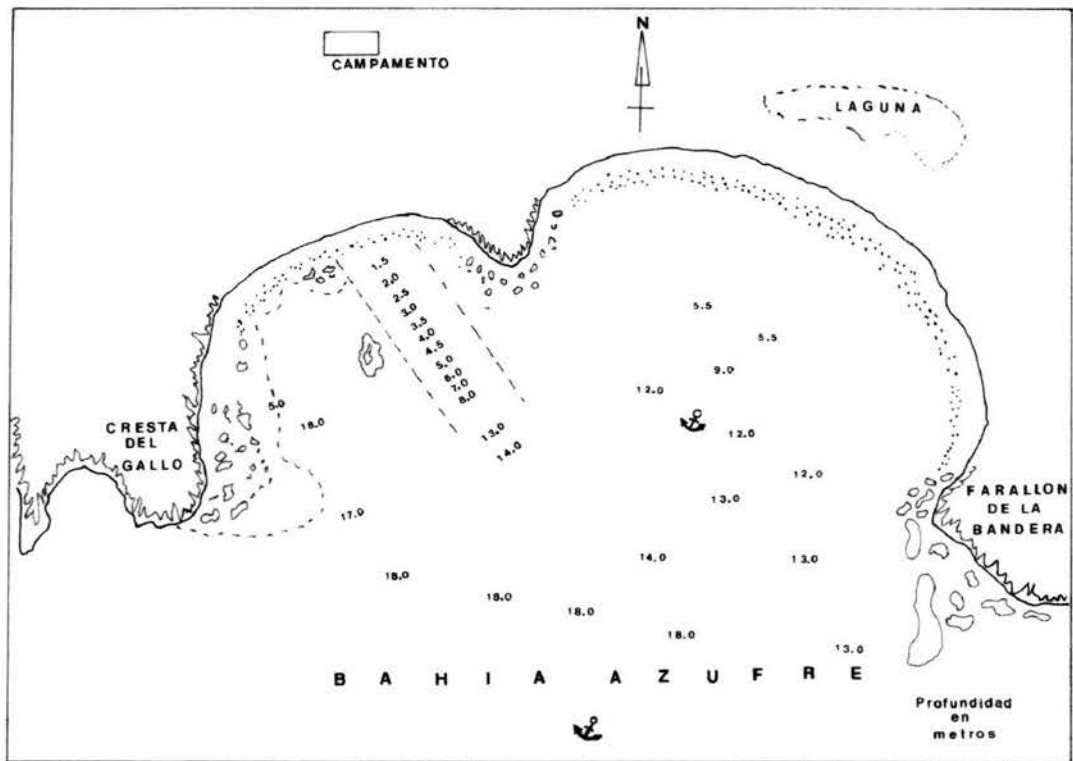 N
CAMPAMENTO
LAGUNA
1.5
2.0
2.5
3.0
3.5
4.0
4.5
5.0
6.0
7.0
8.0
13.0
14.0
5.5
5.5
9.0
12.0
12.0
12.0
13.0
14.0
13.0
5.0
18.0
17.0
18.0
18.0
18.0
18.0
13.0
CRESTA
DEL
GALLO
FARALLON
DE LA
BANDERA
BAHIA AZUFRE
Profundidad
en
metros